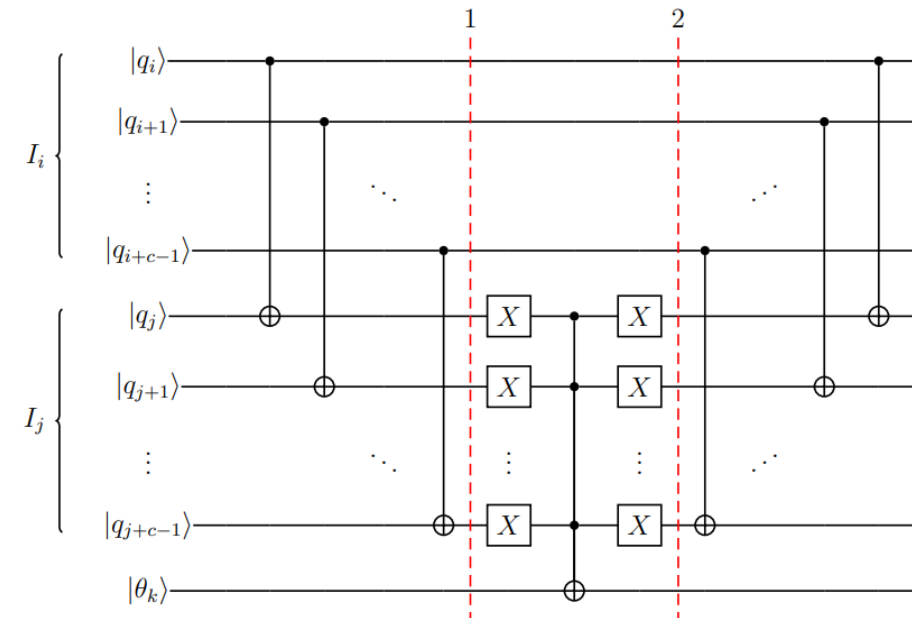 1 2
|q_i⟩
|q_{i+1}⟩
I_i
⋮ ⋱ ⋰
|q_{i+c−1}⟩
|q_j⟩ X X
|q_{j+1}⟩ X X
I_j
⋮ ⋱ ⋮ ⋮ ⋰
|q_{j+c−1}⟩ X X
|θ_k⟩